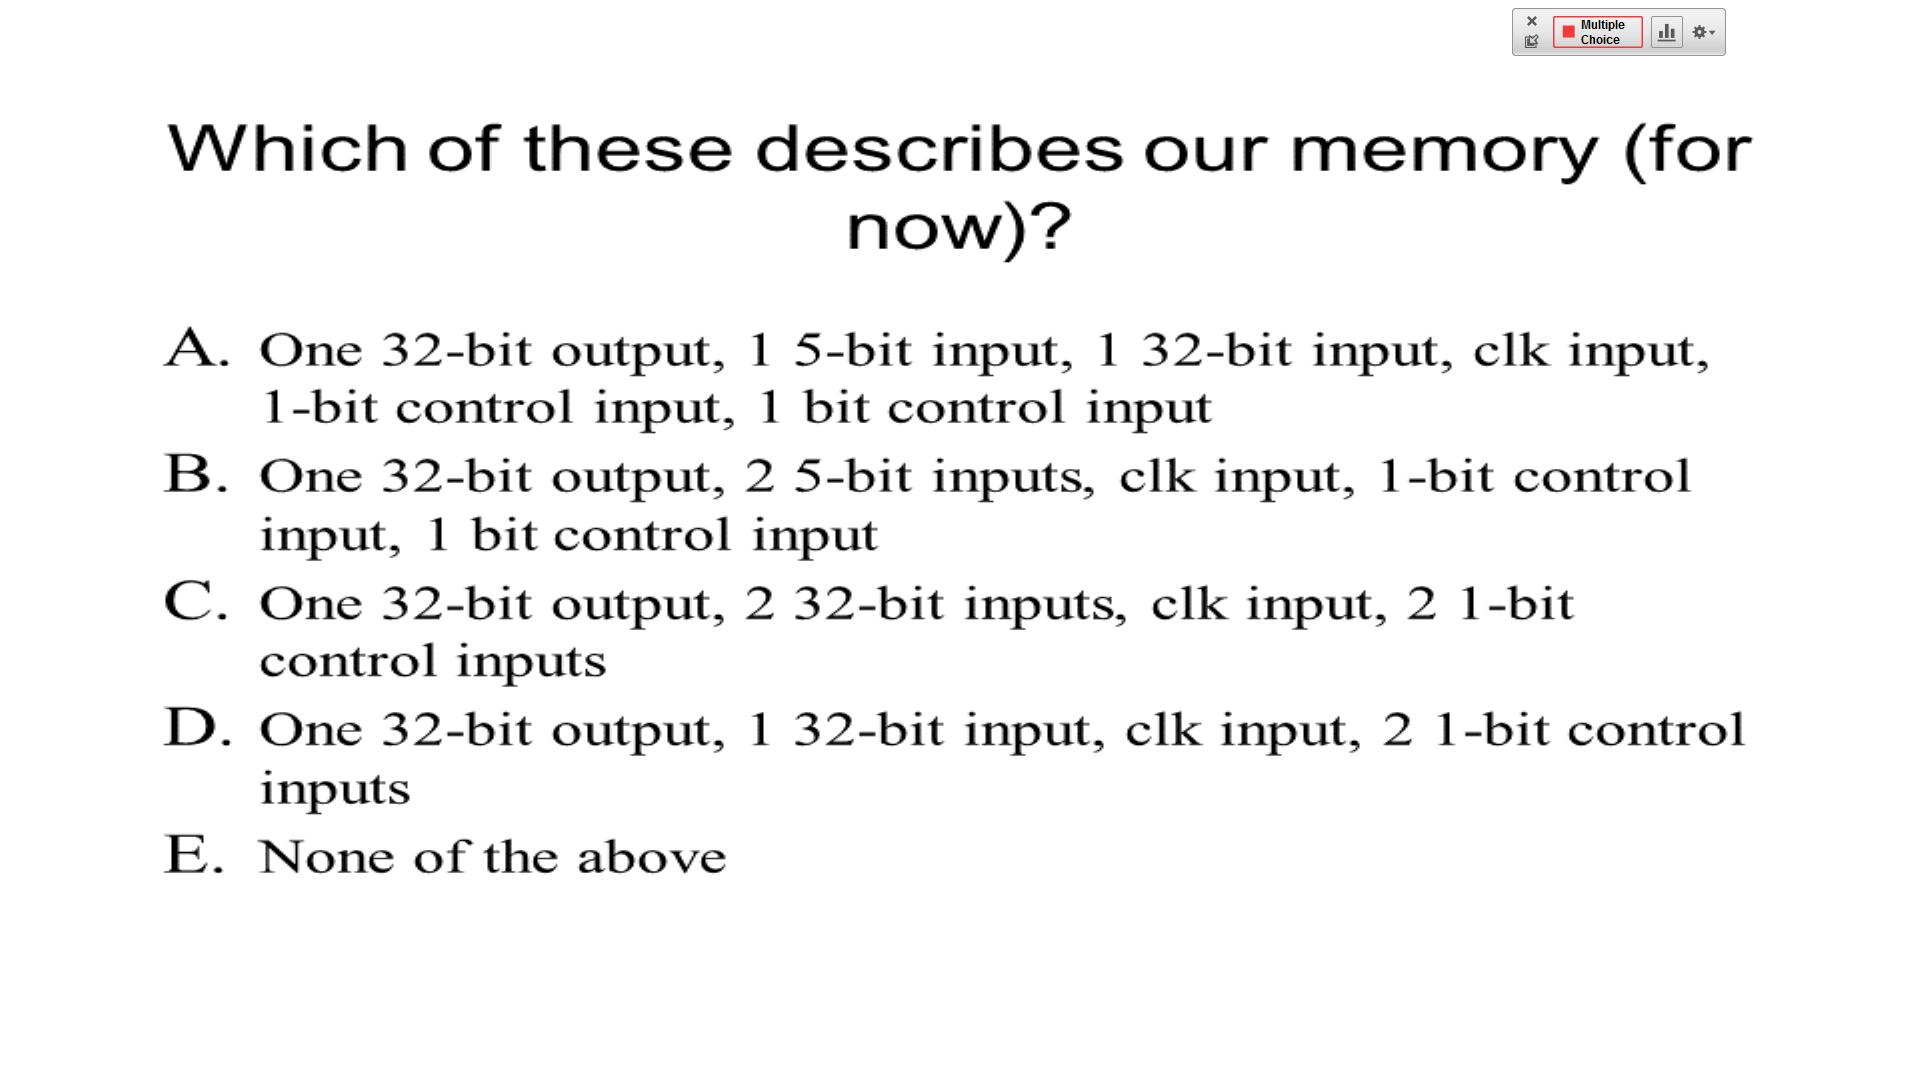 Multiple
Choice
Which of these describes our memory (for
now)?
A. One 32-bit output, 1 5-bit input, 1 32-bit input, clk input,
1-bit control input, 1 bit control input
B. One 32-bit output, 2 5-bit inputs, clk input, 1-bit control
input, 1 bit control input
C. One 32-bit output, 2 32-bit inputs, clk input, 2 1-bit
control inputs
D. One 32-bit output, 1 32-bit input, clk input, 2 1-bit control
inputs
E. None of the above